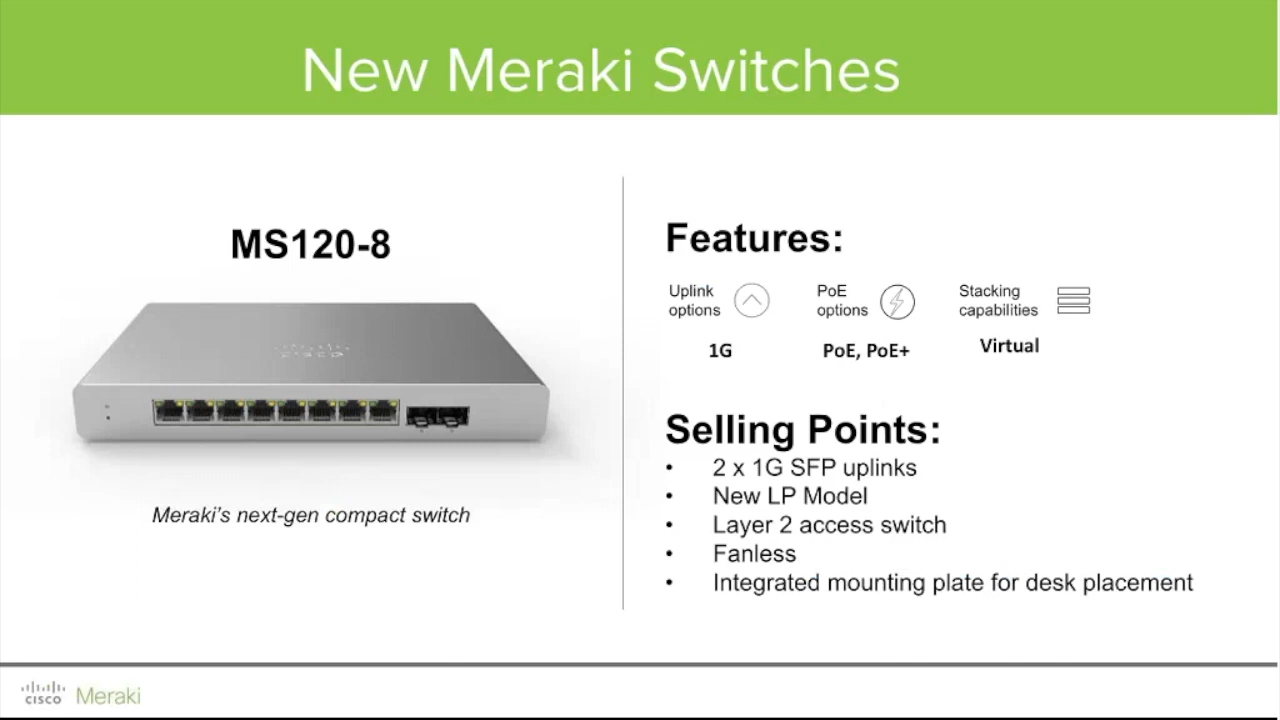 New Meraki Switches
MS120-8
cisco
Meraki's next-gen compact switch
Features:
Uplink
options
1G
PoE
options
PoE, PoE+
Stacking
capabilities
Virtual
Selling Points:
• 2 x 1G SFP uplinks
• New LP Model
• Layer 2 access switch
• Fanless
• Integrated mounting plate for desk placement
cisco Meraki